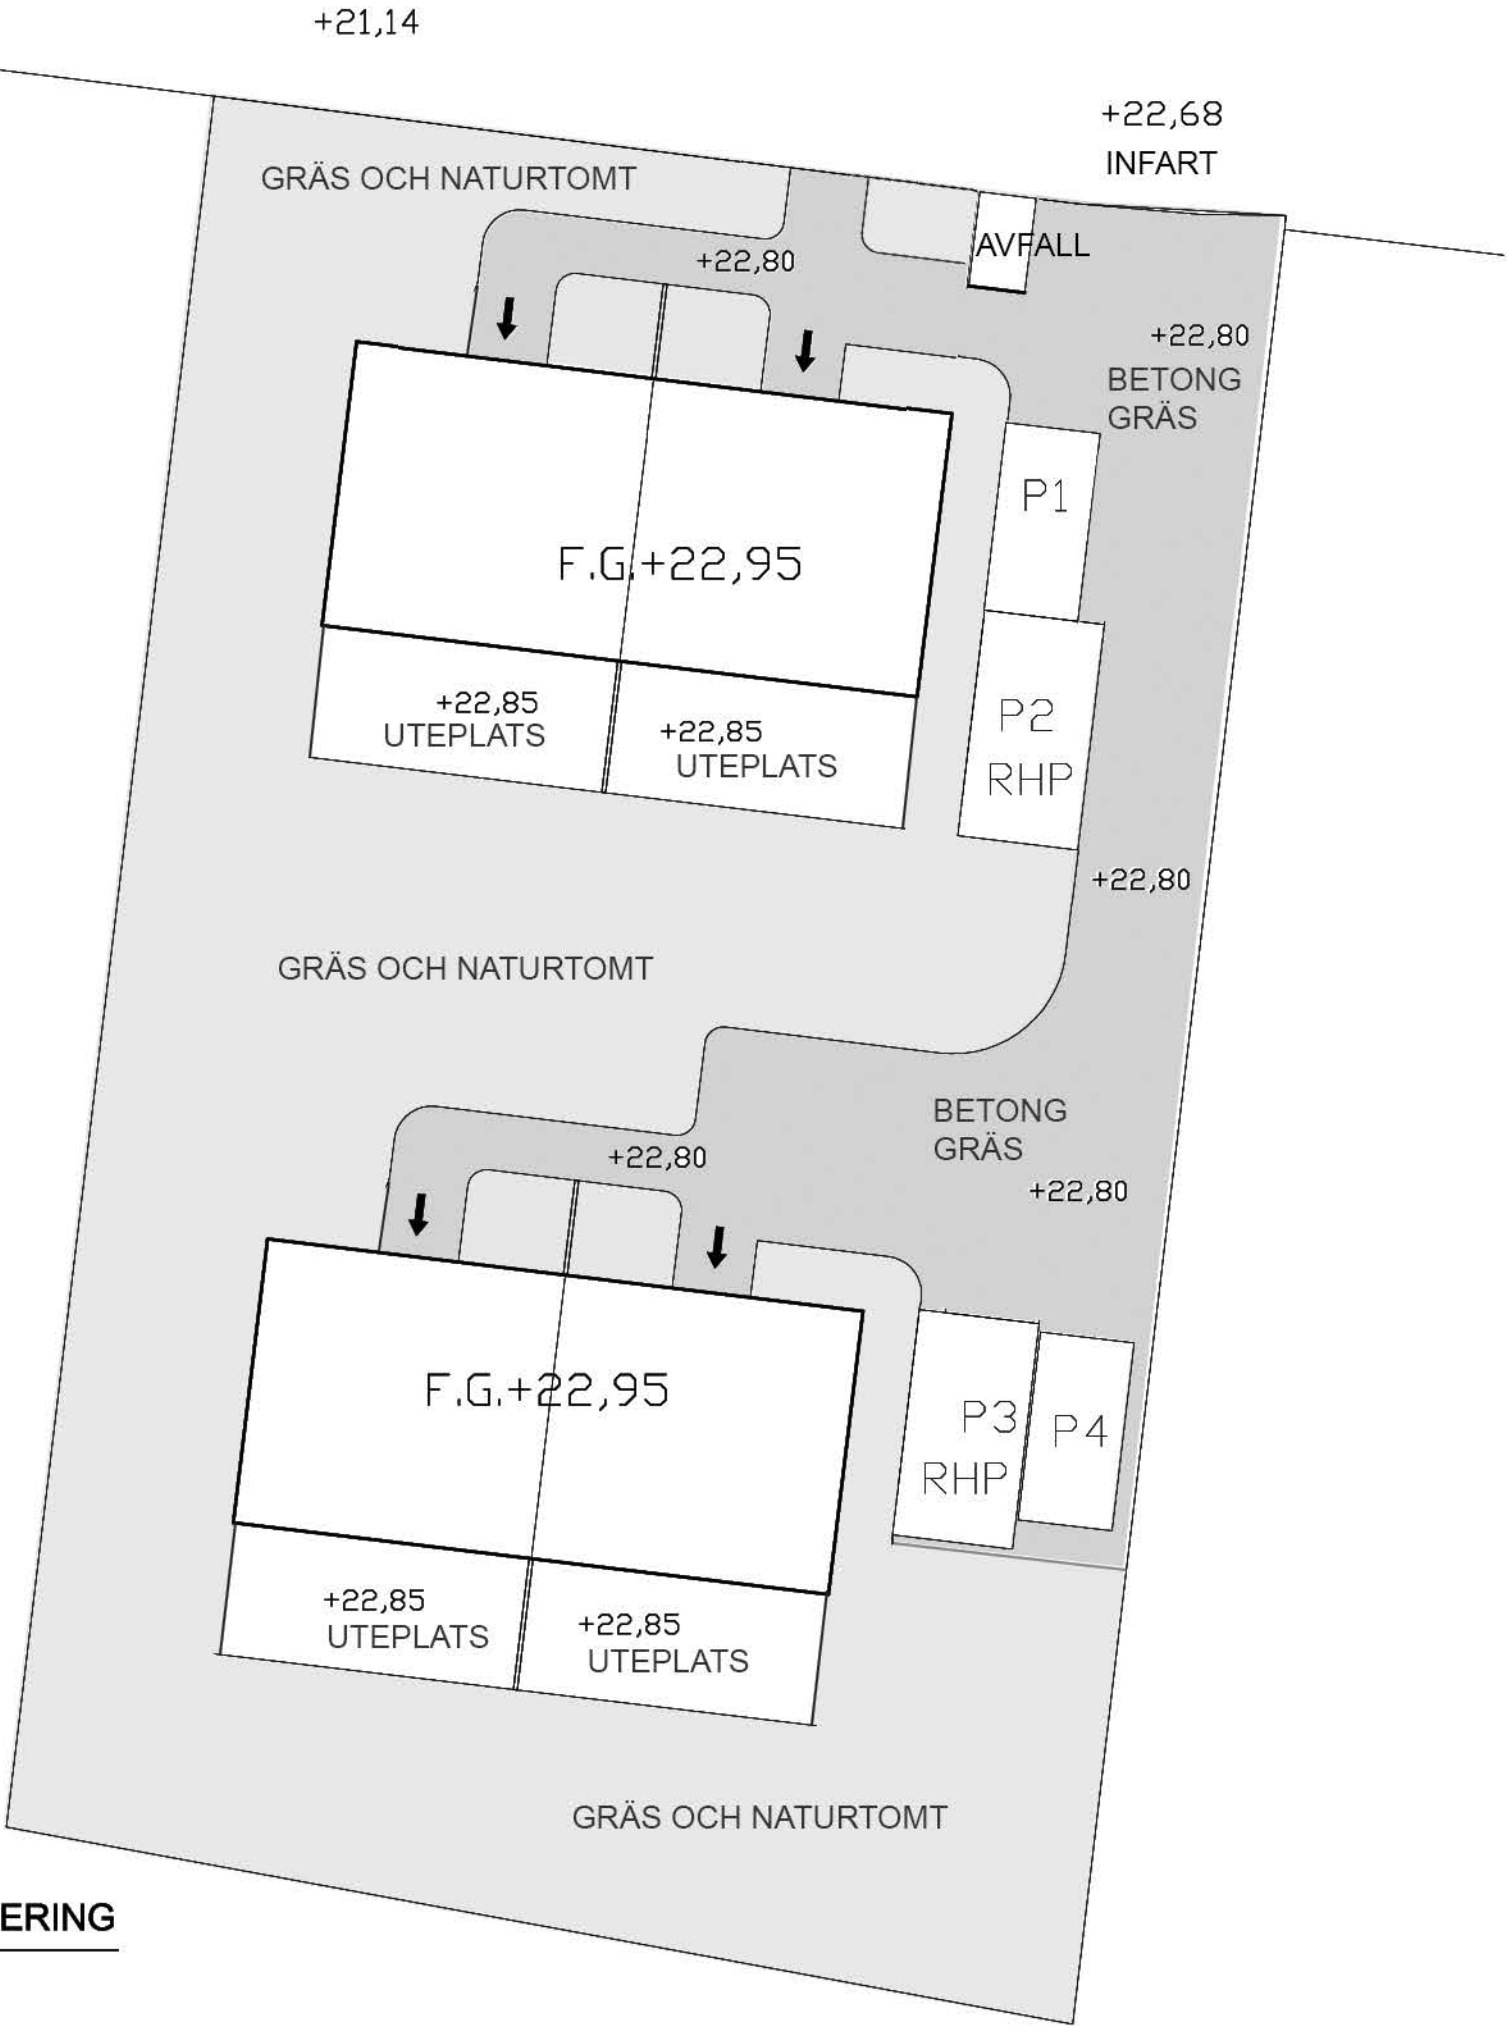 +21,14
+22,68
INFART
GRÄS OCH NATURTOMT
AVFALL
+22,80
+22,80
BETONG
GRÄS
P1
F.G.+22,95
P2
RHP
+22,85
UTEPLATS
+22,85
UTEPLATS
+22,80
GRÄS OCH NATURTOMT
BETONG
GRÄS
+22,80
+22,80
F.G.+22,95
P3
RHP
P4
+22,85
UTEPLATS
+22,85
UTEPLATS
GRÄS OCH NATURTOMT
ERING